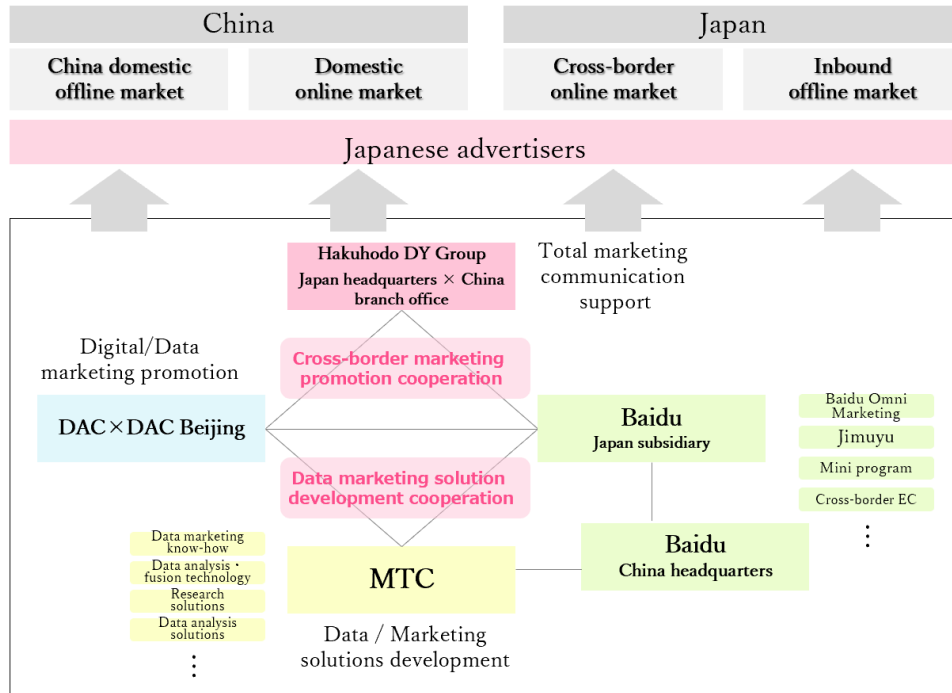 China
Japan
China domestic
offline market
Domestic
online market
Cross-border
online market
Inbound
offline market
Japanese advertisers
Hakuhodo DY Group
Japan headquarters × China
branch office
Total marketing
communication
support
Digital/Data
marketing promotion
Cross-border marketing
promotion cooperation
DAC×DAC Beijing
Baidu
Japan subsidiary
Baidu Omni
Marketing
Jimuyu
Mini program
Cross-border EC
⋮
Data marketing solution
development cooperation
Data marketing
know-how
Data analysis・
fusion technology
Research
solutions
Data analysis
solutions
⋮
MTC
Baidu
China headquarters
Data / Marketing
solutions development